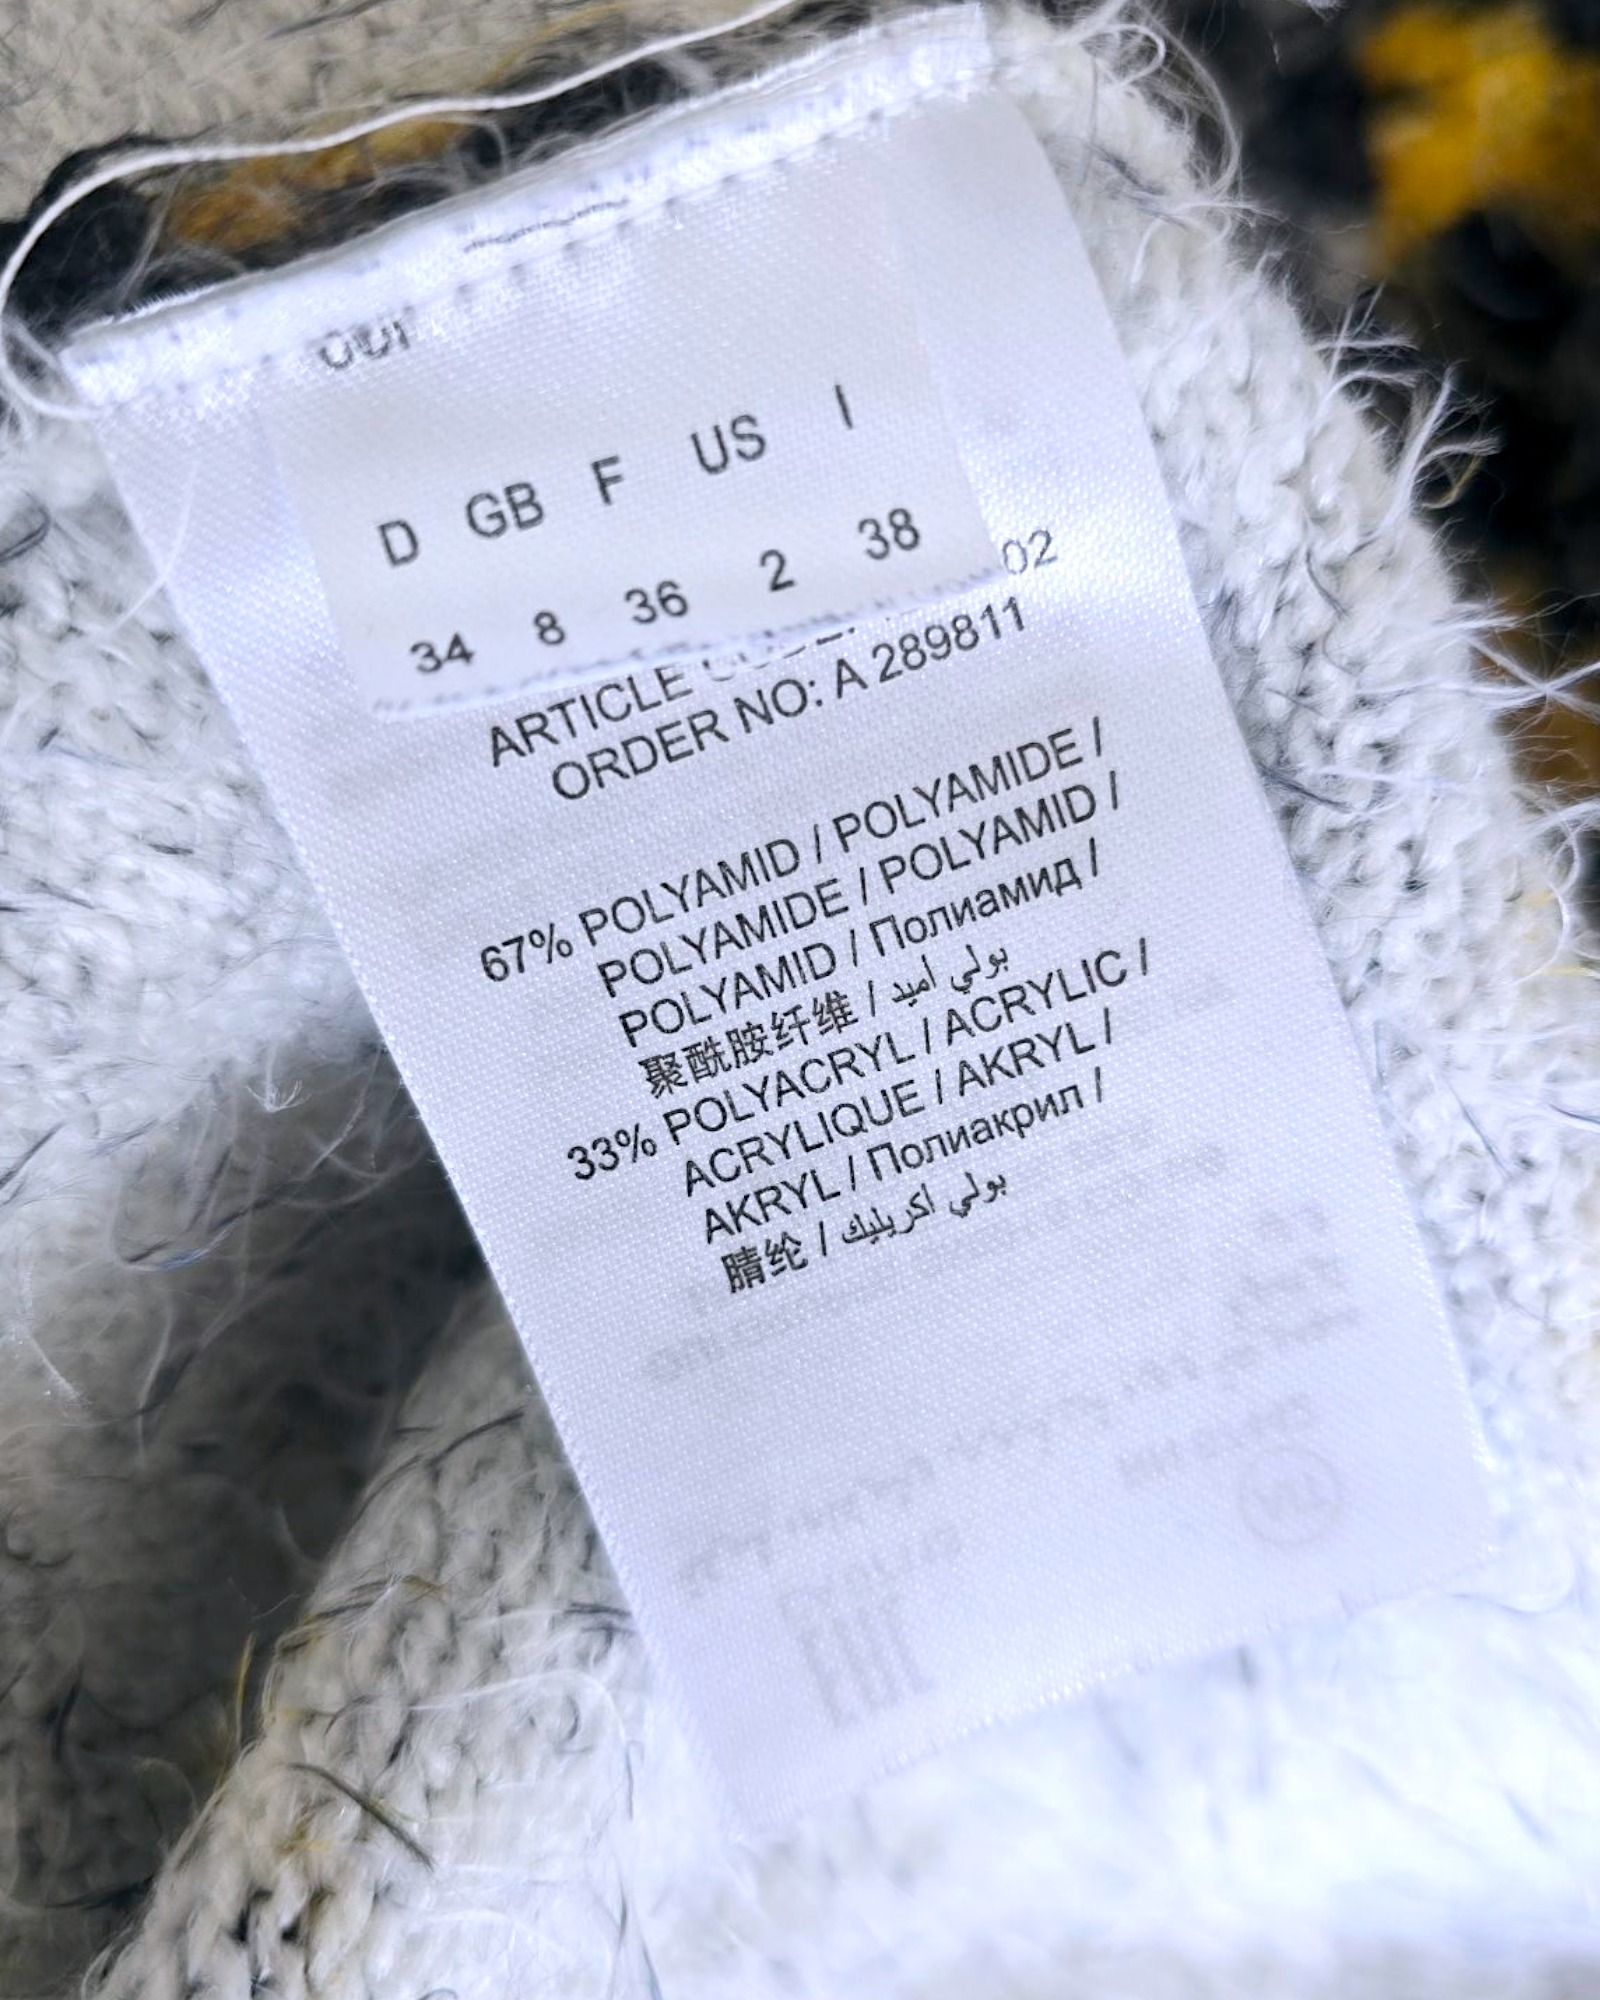 D GB F US I
34 8 36 2 38
02
ARTICLE
ORDER NO: A 289811
67% POLYAMID / POLYAMIDE /
POLYAMIDE / POLYAMID /
POLYAMID / Полиамид /
聚酰胺纤维 / بولي اميد
33% POLYACRYL / ACRYLIC /
ACRYLIQUE / AKRYL /
AKRYL / Полиакрил /
腈纶 / بولي اكريليك